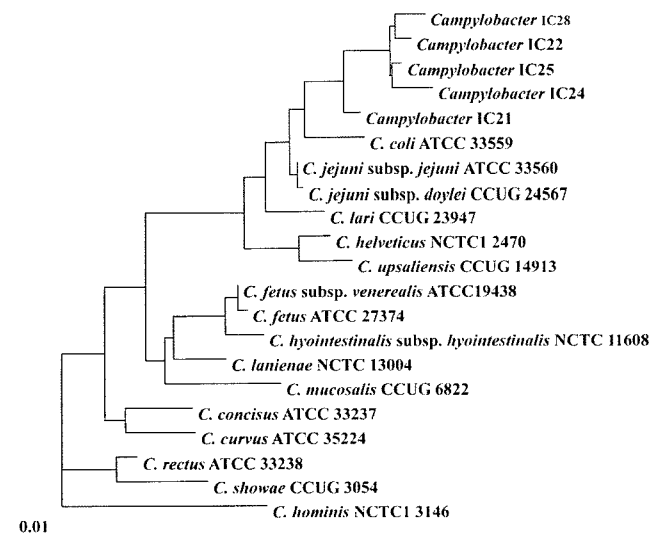 Campylobacter IC28
Campylobacter IC22
Campylobacter IC25
Campylobacter IC24
Campylobacter IC21
C. coli ATCC 33559
C. jejuni subsp. jejuni ATCC 33560
C. jejuni subsp. doylei CCUG 24567
C. lari CCUG 23947
C. helveticus NCTC1 2470
C. upsaliensis CCUG 14913
C. fetus subsp. venerealis ATCC19438
C. fetus ATCC 27374
C. hyointestinalis subsp. hyointestinalis NCTC 11608
C. lanienae NCTC 13004
C. mucosalis CCUG 6822
C. concisus ATCC 33237
C. curvus ATCC 35224
C. rectus ATCC 33238
C. showae CCUG 3054
C. hominis NCTC1 3146
0.01